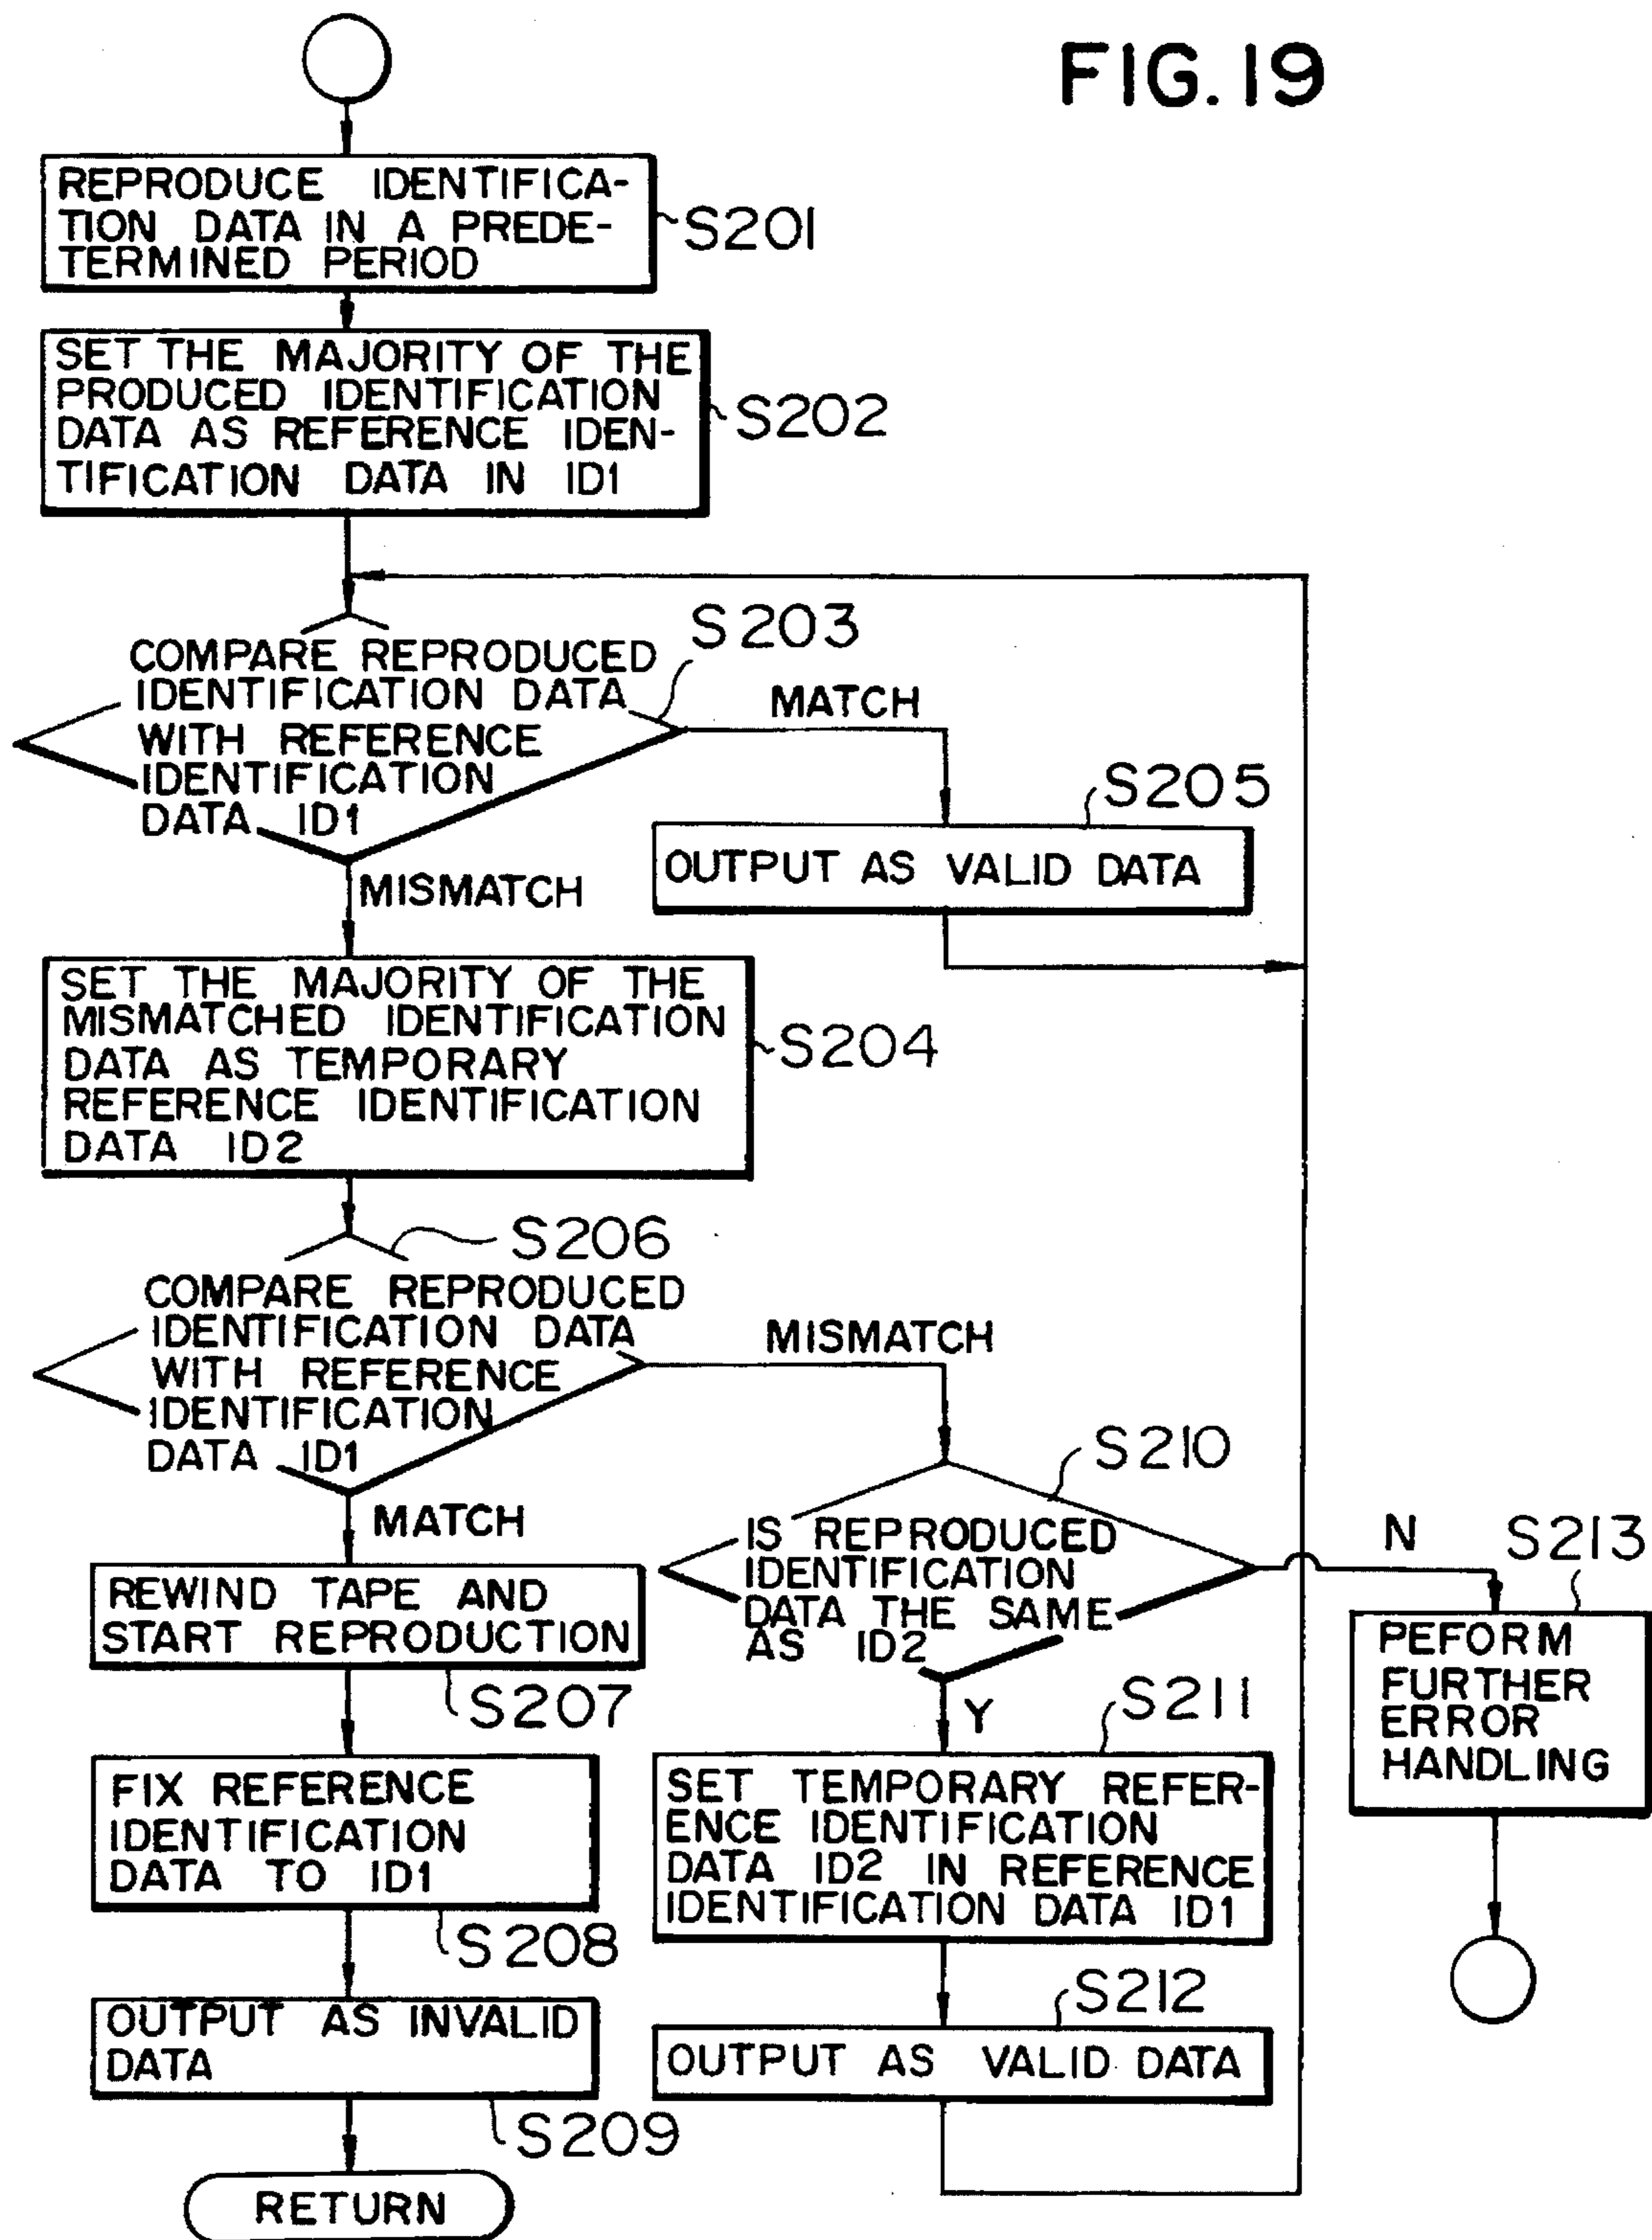 FIG. 19
REPRODUCE IDENTIFICA-
TION DATA IN A PREDE-
TERMINED PERIOD
S201
SET THE MAJORITY OF THE
PRODUCED IDENTIFICATION
DATA AS REFERENCE IDEN-
TIFICATION DATA IN ID1
S202
COMPARE REPRODUCED
IDENTIFICATION DATA
WITH REFERENCE
IDENTIFICATION
DATA ID1
S203
MATCH
MISMATCH
S205
OUTPUT AS VALID DATA
SET THE MAJORITY OF THE
MISMATCHED IDENTIFICATION
DATA AS TEMPORARY
REFERENCE IDENTIFICATION
DATA ID2
S204
S206
COMPARE REPRODUCED
IDENTIFICATION DATA
WITH REFERENCE
IDENTIFICATION
DATA ID1
MISMATCH
MATCH
S210
IS REPRODUCED
IDENTIFICATION
DATA THE SAME
AS ID2
N
Y
S213
PEFORM
FURTHER
ERROR
HANDLING
REWIND TAPE AND
START REPRODUCTION
S207
S211
SET TEMPORARY REFER-
ENCE IDENTIFICATION
DATA ID2 IN REFERENCE
IDENTIFICATION DATA ID1
FIX REFERENCE
IDENTIFICATION
DATA TO ID1
S208
S212
OUTPUT AS VALID DATA
OUTPUT AS INVALID
DATA
S209
RETURN